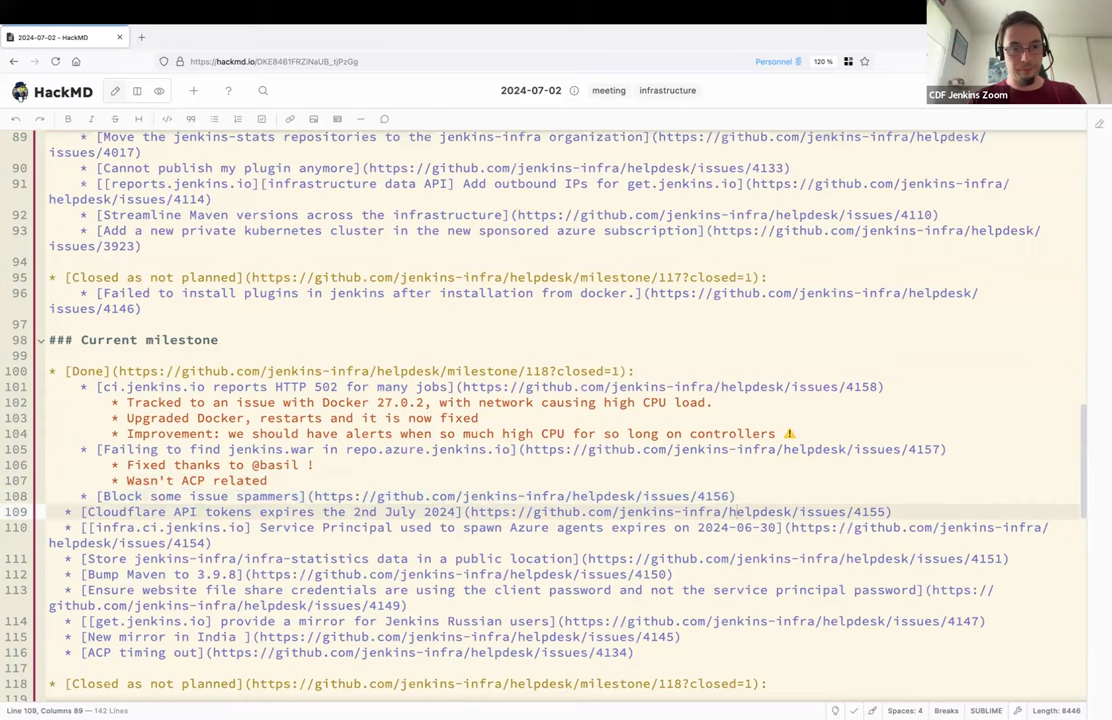 2024-07-02 - HackMD
https://hackmd.io/DKE8461FRZiNaUB_tjPzGg
Personnel
120 %
CDF Jenkins Zoom
HackMD
2024-07-02
meeting
infrastructure
89 * [Move the jenkins-stats repositories to the jenkins-infra organization](https://github.com/jenkins-infra/helpdesk/
issues/4017)
90 * [Cannot publish my plugin anymore](https://github.com/jenkins-infra/helpdesk/issues/4133)
91 * [[reports.jenkins.io][infrastructure data API] Add outbound IPs for get.jenkins.io](https://github.com/jenkins-infra/
helpdesk/issues/4114)
92 * [Streamline Maven versions across the infrastructure](https://github.com/jenkins-infra/helpdesk/issues/4110)
93 * [Add a new private kubernetes cluster in the new sponsored azure subscription](https://github.com/jenkins-infra/helpdesk/
issues/3923)
94
95 * [Closed as not planned](https://github.com/jenkins-infra/helpdesk/milestone/117?closed=1):
96 * [Failed to install plugins in jenkins after installation from docker.](https://github.com/jenkins-infra/helpdesk/
issues/4146)
97
98 ### Current milestone
99
100 * [Done](https://github.com/jenkins-infra/helpdesk/milestone/118?closed=1):
101 * [ci.jenkins.io reports HTTP 502 for many jobs](https://github.com/jenkins-infra/helpdesk/issues/4158)
102 * Tracked to an issue with Docker 27.0.2, with network causing high CPU load.
103 * Upgraded Docker, restarts and it is now fixed
104 * Improvement: we should have alerts when so much high CPU for so long on controllers ⚠️
105 * [Failing to find jenkins.war in repo.azure.jenkins.io](https://github.com/jenkins-infra/helpdesk/issues/4157)
106 * Fixed thanks to @basil !
107 * Wasn't ACP related
108 * [Block some issue spammers](https://github.com/jenkins-infra/helpdesk/issues/4156)
109 * [Cloudflare API tokens expires the 2nd July 2024](https://github.com/jenkins-infra/helpdesk/issues/4155)
110 * [[infra.ci.jenkins.io] Service Principal used to spawn Azure agents expires on 2024-06-30](https://github.com/jenkins-infra/
helpdesk/issues/4154)
111 * [Store jenkins-infra/infra-statistics data in a public location](https://github.com/jenkins-infra/helpdesk/issues/4151)
112 * [Bump Maven to 3.9.8](https://github.com/jenkins-infra/helpdesk/issues/4150)
113 * [Ensure website file share credentials are using the client password and not the service principal password](https://
github.com/jenkins-infra/helpdesk/issues/4149)
114 * [[get.jenkins.io] provide a mirror for Jenkins Russian users](https://github.com/jenkins-infra/helpdesk/issues/4147)
115 * [New mirror in India ](https://github.com/jenkins-infra/helpdesk/issues/4145)
116 * [ACP timing out](https://github.com/jenkins-infra/helpdesk/issues/4134)
117
118 * [Closed as not planned](https://github.com/jenkins-infra/helpdesk/milestone/118?closed=1):
119
Line 109, Columns 89 — 142 Lines
Spaces: 4
Breaks
SUBLIME
Length: 8446